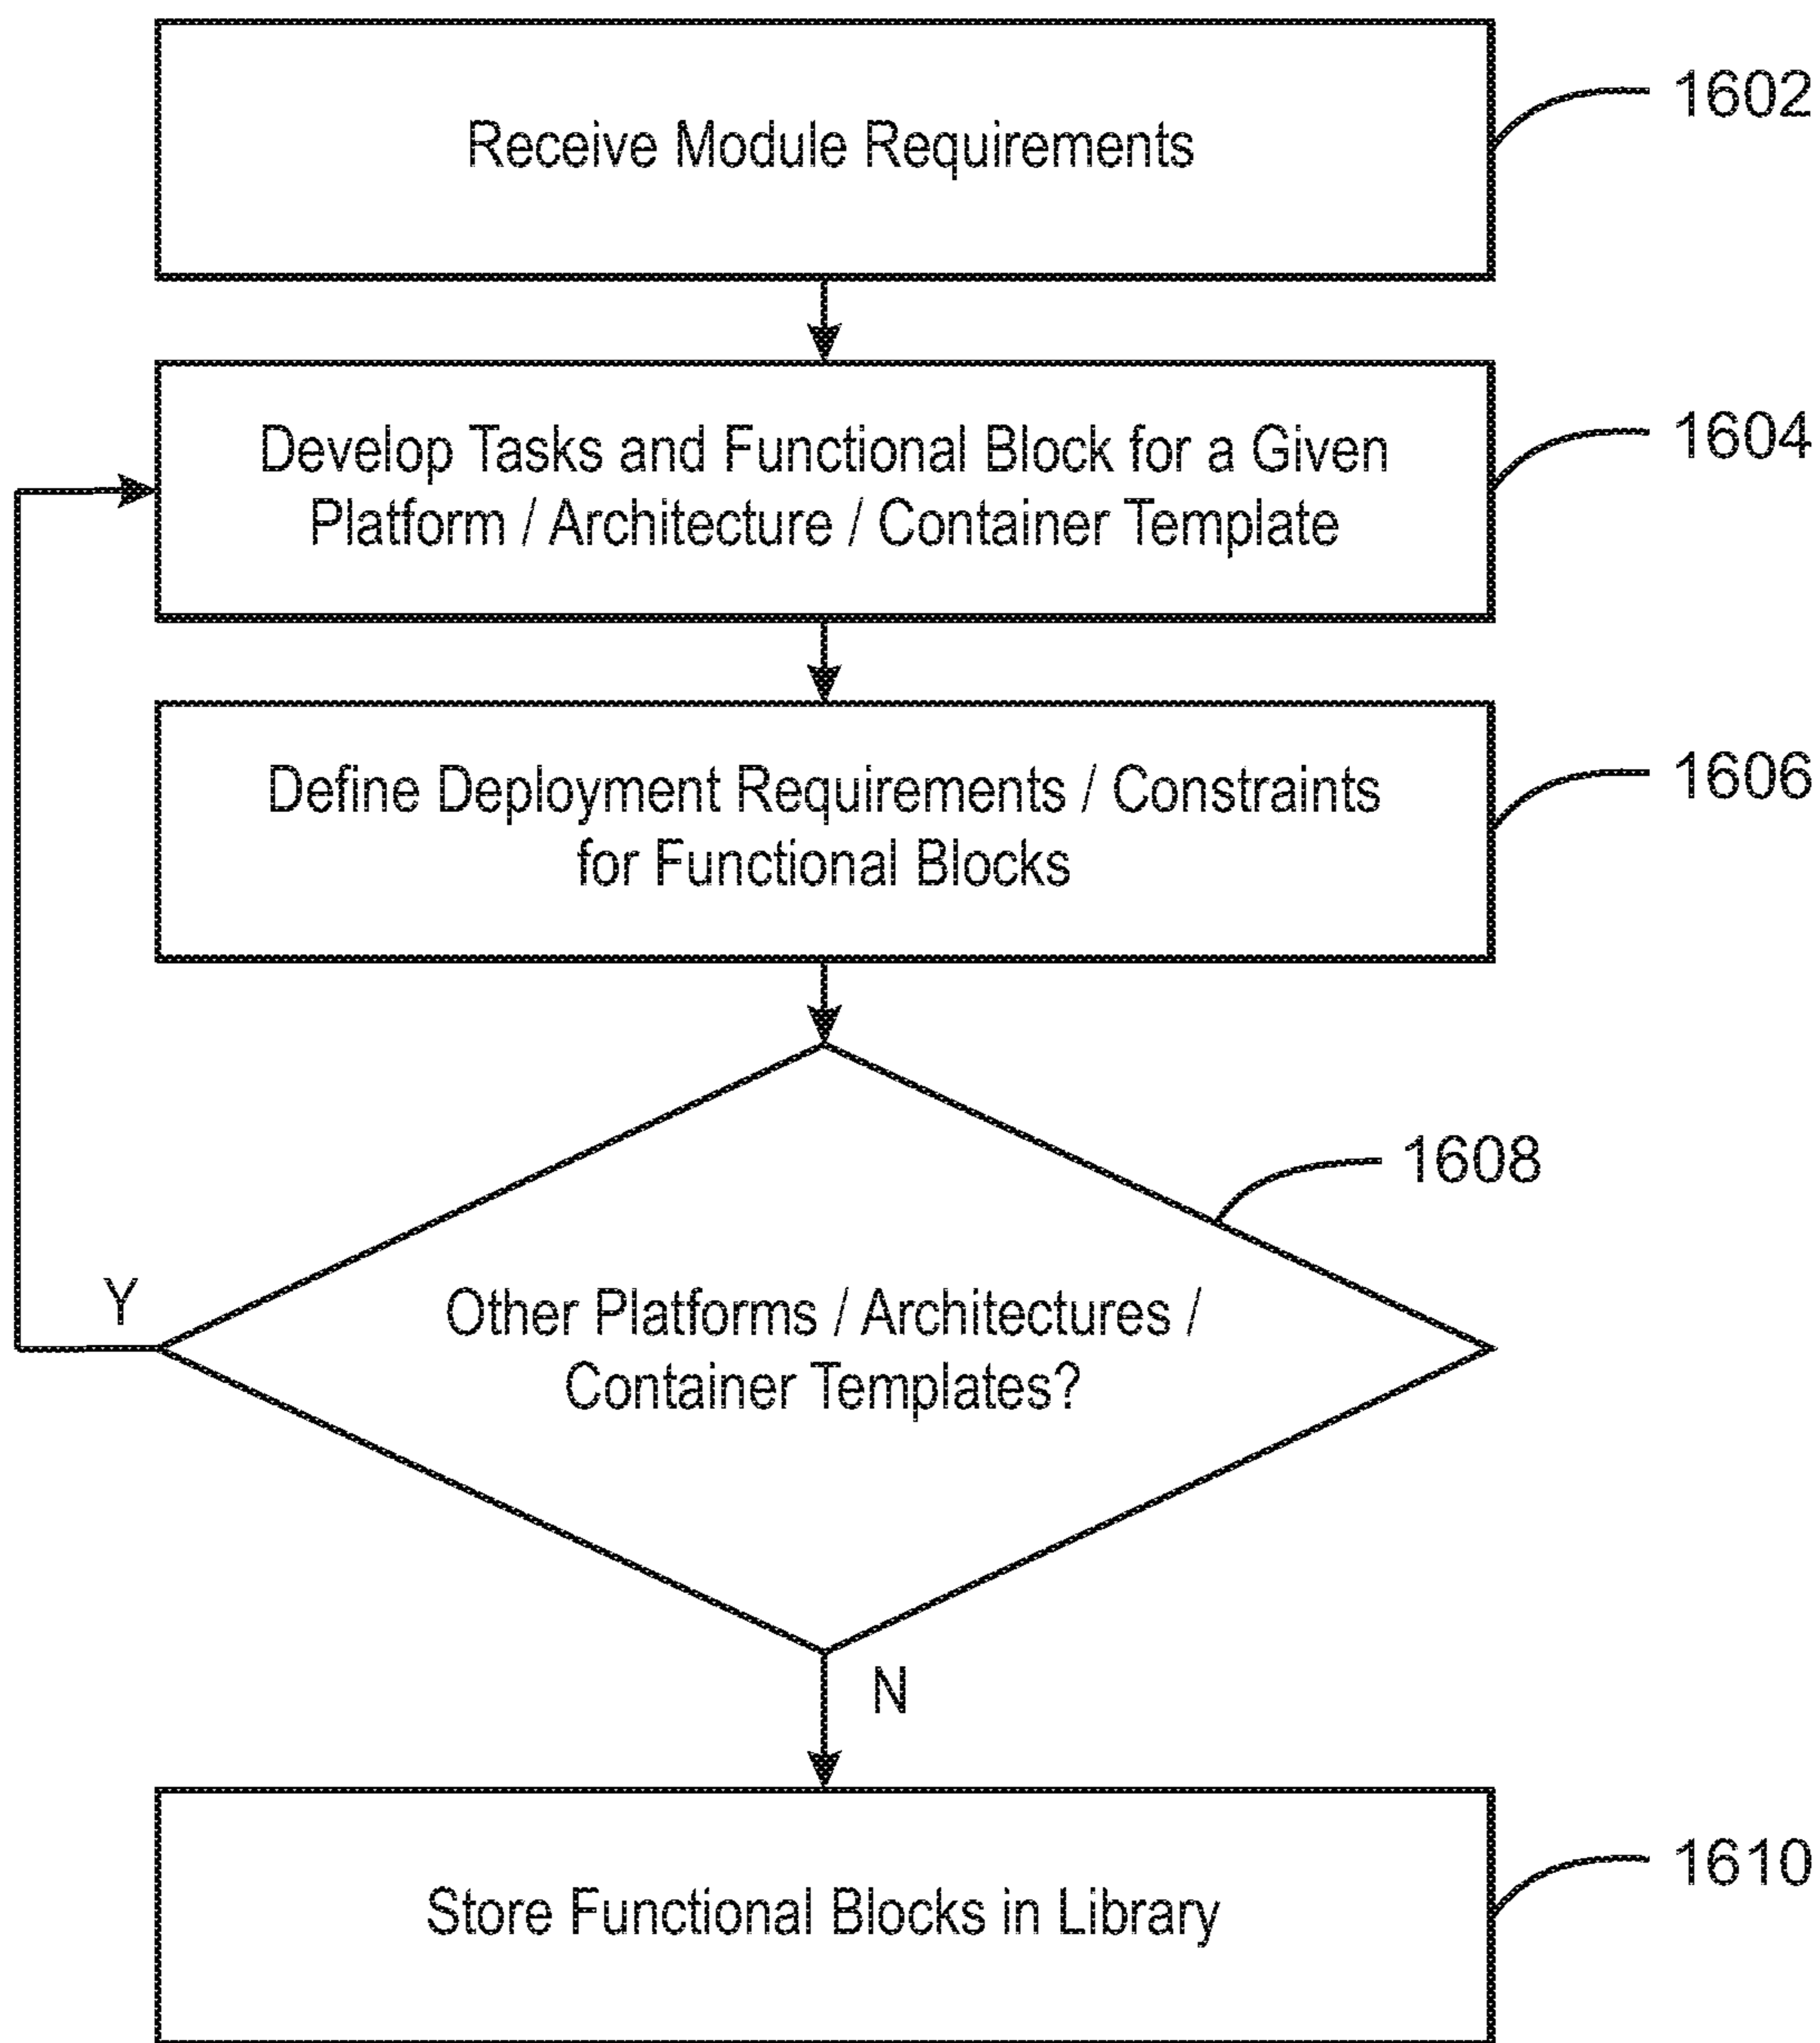 Receive Module Requirements
1602
Develop Tasks and Functional Block for a Given
Platform / Architecture / Container Template
1604
Define Deployment Requirements / Constraints
for Functional Blocks
1606
1608
Other Platforms / Architectures /
Container Templates?
Y
N
Store Functional Blocks in Library
1610